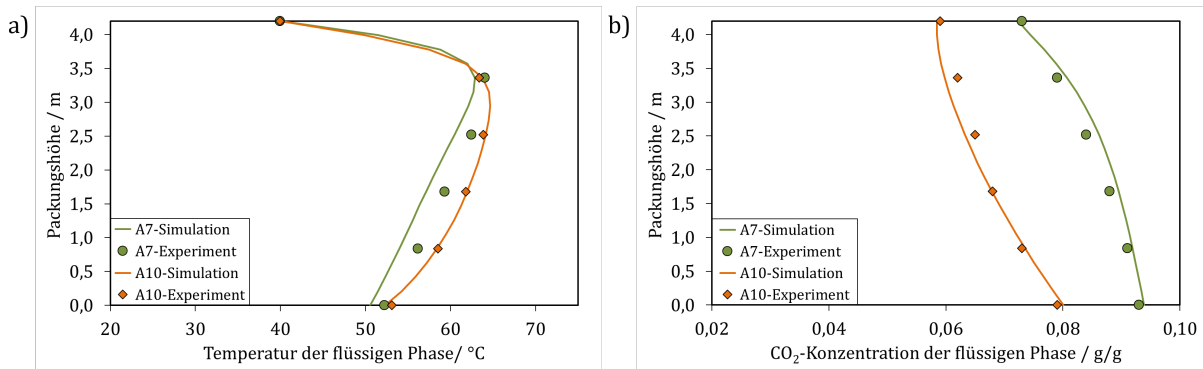 a)
Packungshöhe / m
4,0
3,5
3,0
2,5
2,0
1,5
1,0
0,5
0,0
A7-Simulation
A7-Experiment
A10-Simulation
A10-Experiment
20 30 40 50 60 70
Temperatur der flüssigen Phase/ °C
b)
Packungshöhe / m
4,0
3,5
3,0
2,5
2,0
1,5
1,0
0,5
0,0
A7-Simulation
A7-Experiment
A10-Simulation
A10-Experiment
0,02 0,04 0,06 0,08 0,10
CO₂-Konzentration der flüssigen Phase / g/g